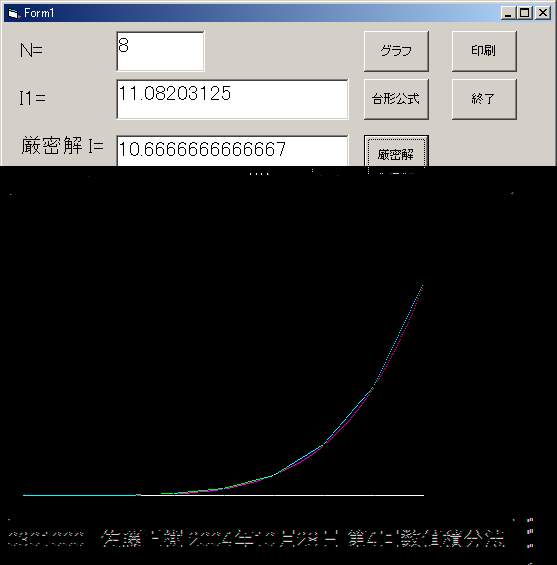 Form1
N= 8 グラフ 印刷
I1= 11.08203125 台形公式 終了
厳密解 I= 10.6666666666667 厳密解
2004年10月28日 第4回数値積分法